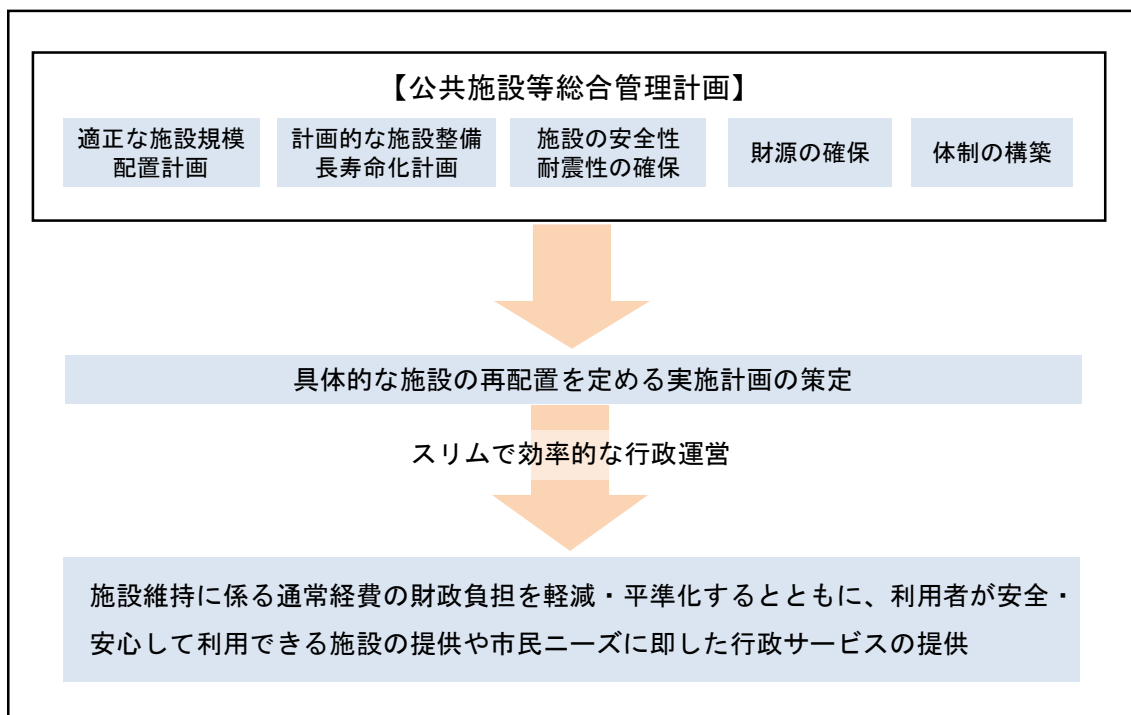 【公共施設等総合管理計画】
適正な施設規模
配置計画
計画的な施設整備
長寿命化計画
施設の安全性
耐震性の確保
財源の確保
体制の構築
具体的な施設の再配置を定める実施計画の策定
スリムで効率的な行政運営
施設維持に係る通常経費の財政負担を軽減・平準化するとともに、利用者が安全・
安心して利用できる施設の提供や市民ニーズに即した行政サービスの提供